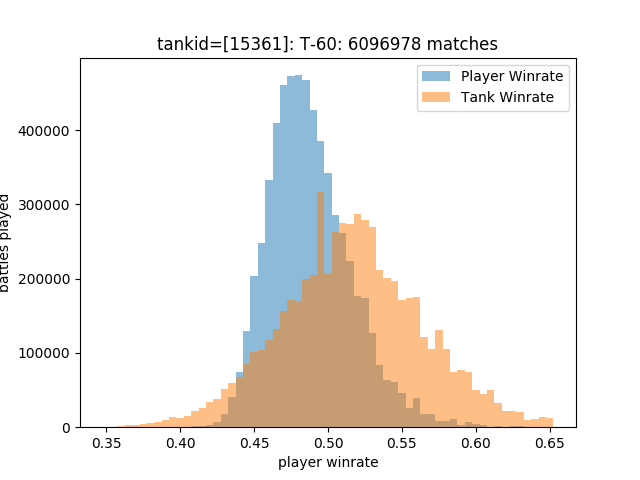 tankid=[15361]: T-60: 6096978 matches
Player Winrate
Tank Winrate
battles played
400000
300000
200000
100000
0
0.35 0.40 0.45 0.50 0.55 0.60 0.65
player winrate